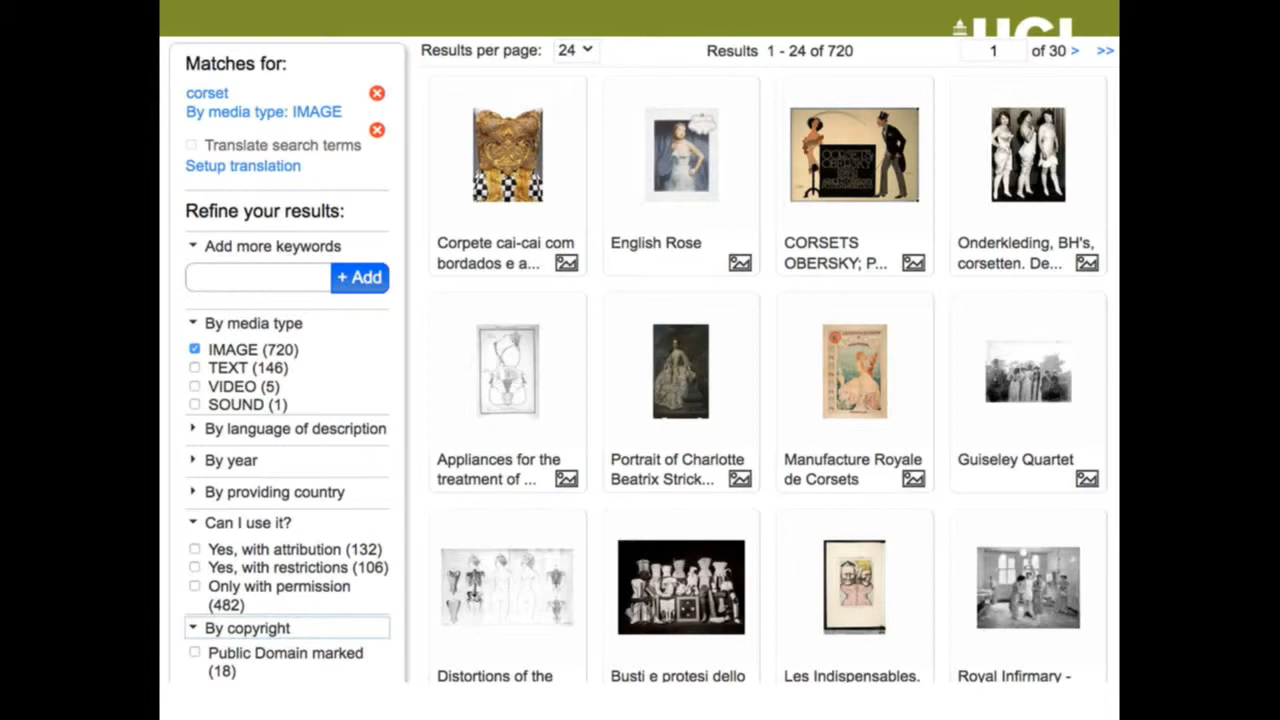 UCL
Matches for:
corset
By media type: IMAGE
Translate search terms
Setup translation
Refine your results:
Add more keywords
+ Add
By media type
IMAGE (720)
TEXT (146)
VIDEO (5)
SOUND (1)
By language of description
By year
By providing country
Can I use it?
Yes, with attribution (132)
Yes, with restrictions (106)
Only with permission
(482)
By copyright
Public Domain marked
(18)
Results per page: 24
Results 1 - 24 of 720
1 of 30 > >>
Corpete cai-cai com
bordados e a...
English Rose
CORSETS
OBERSKY; P...
Onderkleding, BH's,
corsetten. De...
Appliances for the
treatment of ...
Portrait of Charlotte
Beatrix Strick...
Manufacture Royale
de Corsets
Guiseley Quartet
Distortions of the
Busti e protesi dello
Les Indispensables.
Royal Infirmary -